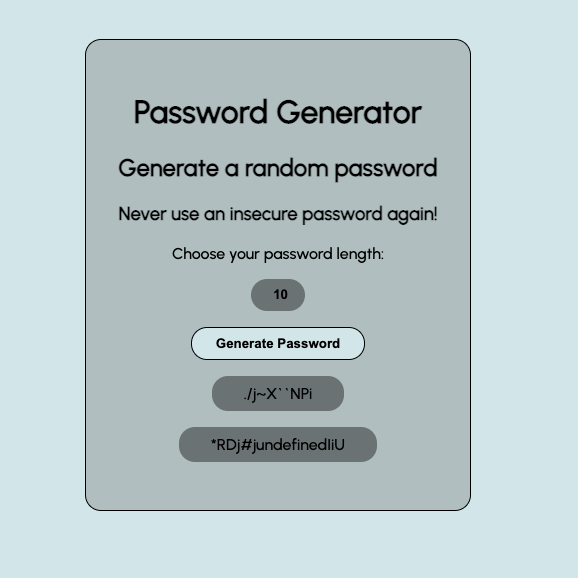 Password Generator
Generate a random password
Never use an insecure password again!
Choose your password length:
10
Generate Password
./j~X``NPi
*RDj#jundefinedIiU